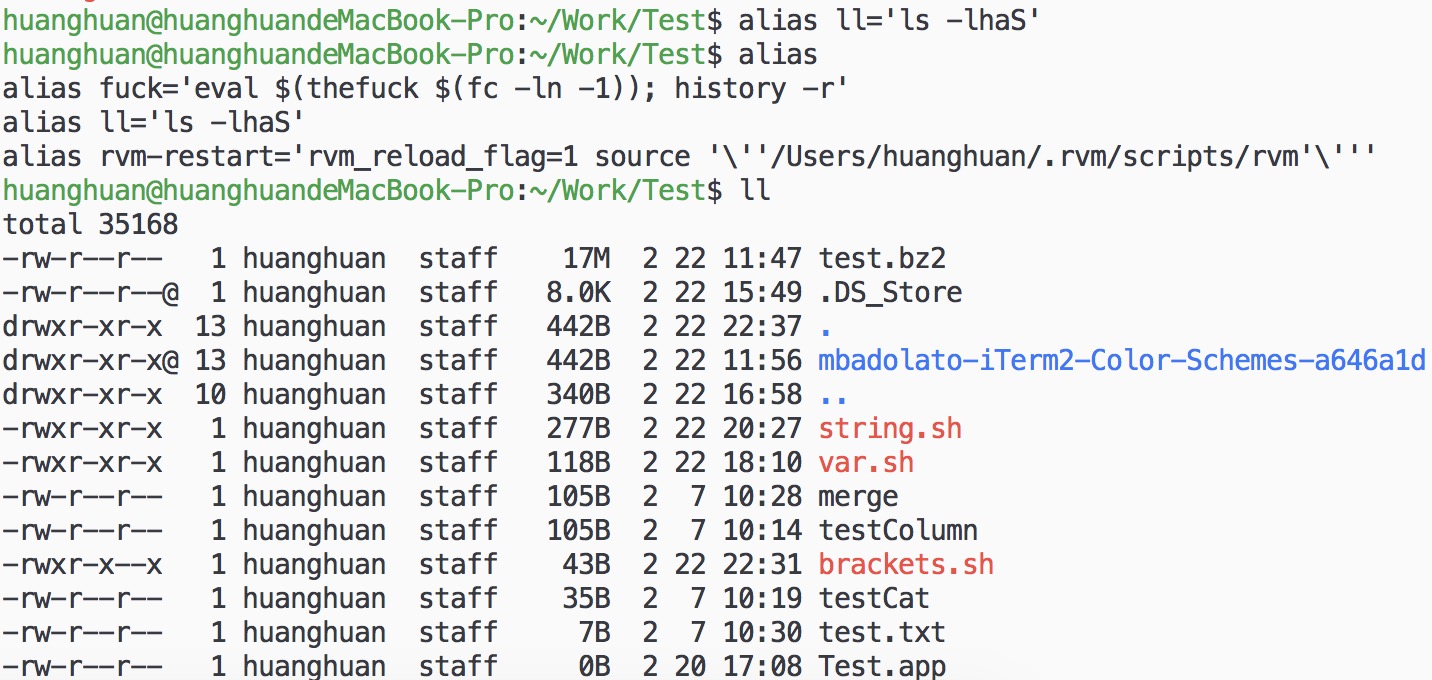 huanghuan@huanghuandeMacBook-Pro:~/Work/Test$ alias ll='ls -lhaS'
huanghuan@huanghuandeMacBook-Pro:~/Work/Test$ alias
alias fuck='eval $(thefuck $(fc -ln -1)); history -r'
alias ll='ls -lhaS'
alias rvm-restart='rvm_reload_flag=1 source '\''/Users/huanghuan/.rvm/scripts/rvm'\'''
huanghuan@huanghuandeMacBook-Pro:~/Work/Test$ ll
total 35168
-rw-r--r--   1 huanghuan  staff    17M  2 22 11:47 test.bz2
-rw-r--r--@  1 huanghuan  staff   8.0K  2 22 15:49 .DS_Store
drwxr-xr-x  13 huanghuan  staff   442B  2 22 22:37 .
drwxr-xr-x@ 13 huanghuan  staff   442B  2 22 11:56 mbadolato-iTerm2-Color-Schemes-a646a1d
drwxr-xr-x  10 huanghuan  staff   340B  2 22 16:58 ..
-rwxr-xr-x   1 huanghuan  staff   277B  2 22 20:27 string.sh
-rwxr-xr-x   1 huanghuan  staff   118B  2 22 18:10 var.sh
-rw-r--r--   1 huanghuan  staff   105B  2  7 10:28 merge
-rw-r--r--   1 huanghuan  staff   105B  2  7 10:14 testColumn
-rwxr-x--x   1 huanghuan  staff    43B  2 22 22:31 brackets.sh
-rw-r--r--   1 huanghuan  staff    35B  2  7 10:19 testCat
-rw-r--r--   1 huanghuan  staff     7B  2  7 10:30 test.txt
-rw-r--r--   1 huanghuan  staff     0B  2 20 17:08 Test.app